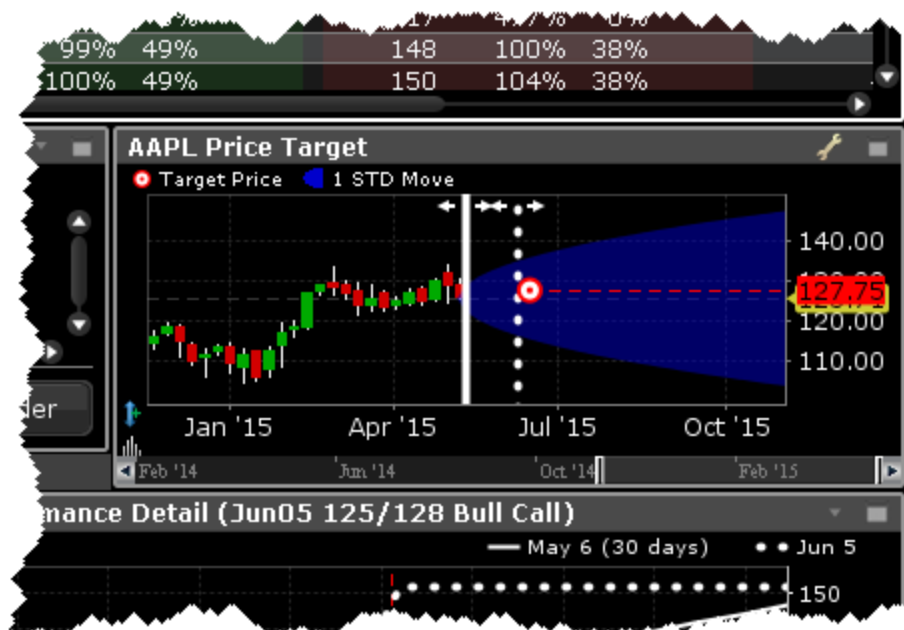 99% 49% 148 100% 38%
100% 49% 150 104% 38%
AAPL Price Target
Target Price 1 STD Move
140.00
127.75
120.00
110.00
Jan '15 Apr '15 Jul '15 Oct '15
Feb '14 Jun '14 Oct '14 Feb '15
mance Detail (Jun05 125/128 Bull Call)
May 6 (30 days) Jun 5
150